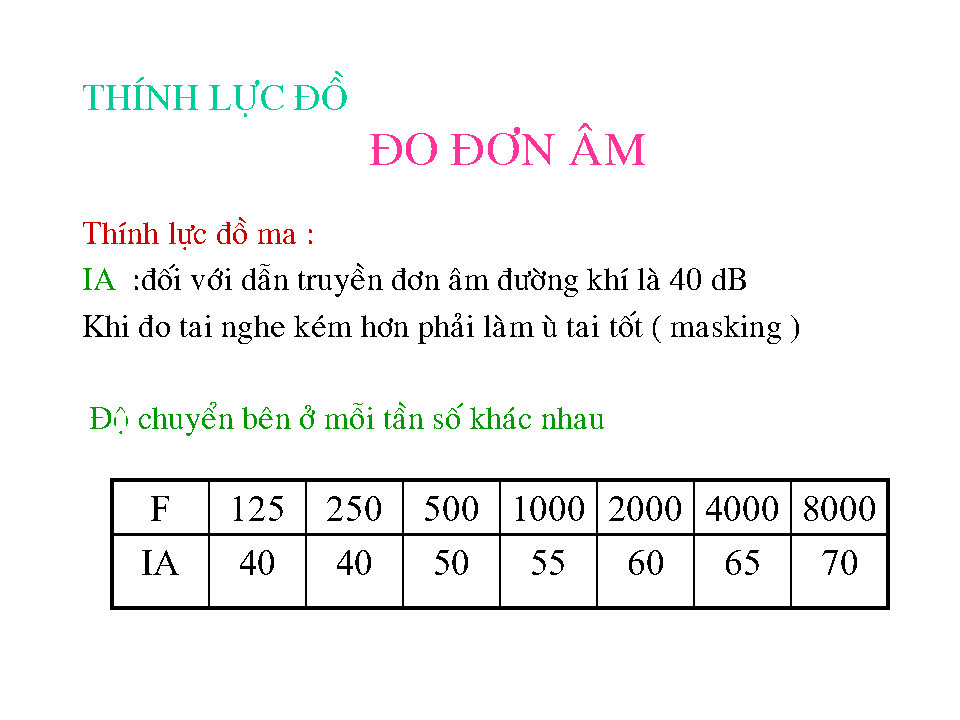 THÍNH LỰC ĐỒ
ĐO ĐƠN ÂM
Thính lực đồ ma :
IA :đối với dẫn truyền đơn âm đường khí là 40 dB
Khi đo tai nghe kém hơn phải làm ù tai tốt ( masking )
Độ chuyển bên ở mỗi tần số khác nhau
F 125 250 500 1000 2000 4000 8000
IA 40 40 50 55 60 65 70